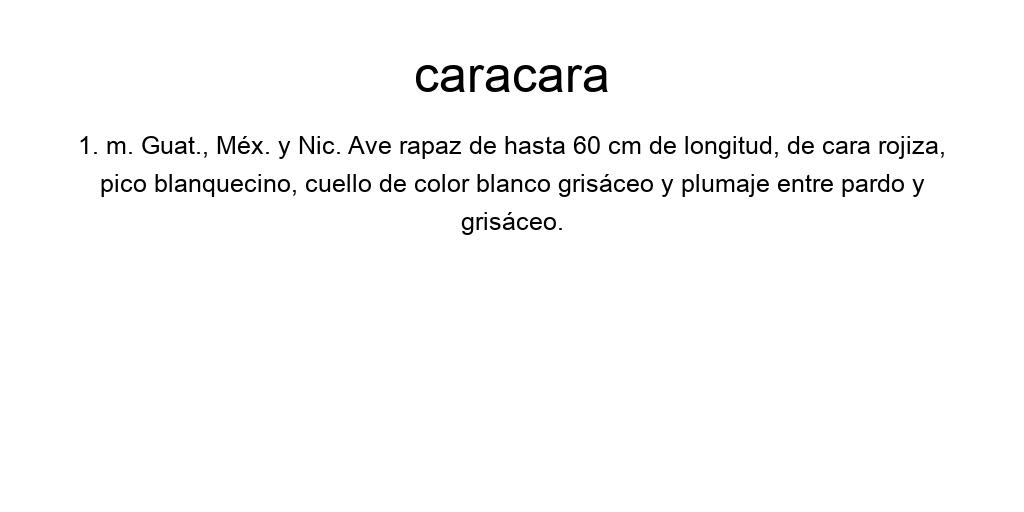 caracara
1. m. Guat., Méx. y Nic. Ave rapaz de hasta 60 cm de longitud, de cara rojiza,
pico blanquecino, cuello de color blanco grisáceo y plumaje entre pardo y
grisáceo.